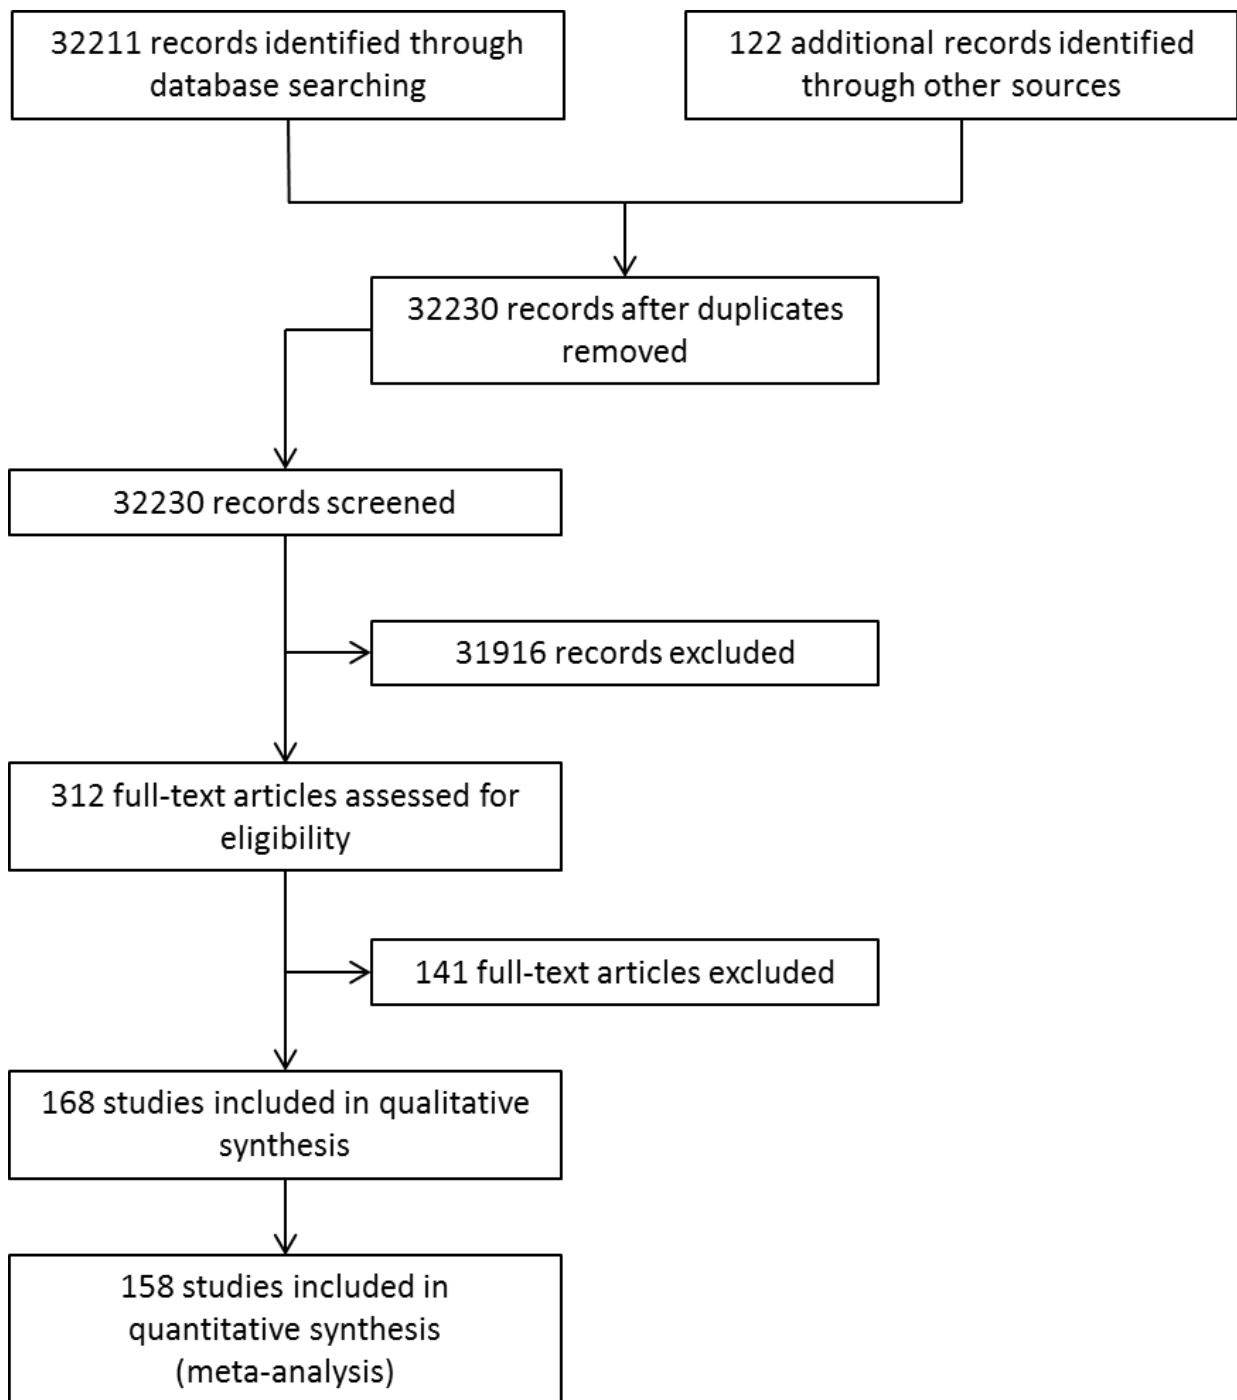 32211 records identified through
database searching
122 additional records identified
through other sources
32230 records after duplicates
removed
32230 records screened
31916 records excluded
312 full-text articles assessed for
eligibility
141 full-text articles excluded
168 studies included in qualitative
synthesis
158 studies included in
quantitative synthesis
(meta-analysis)